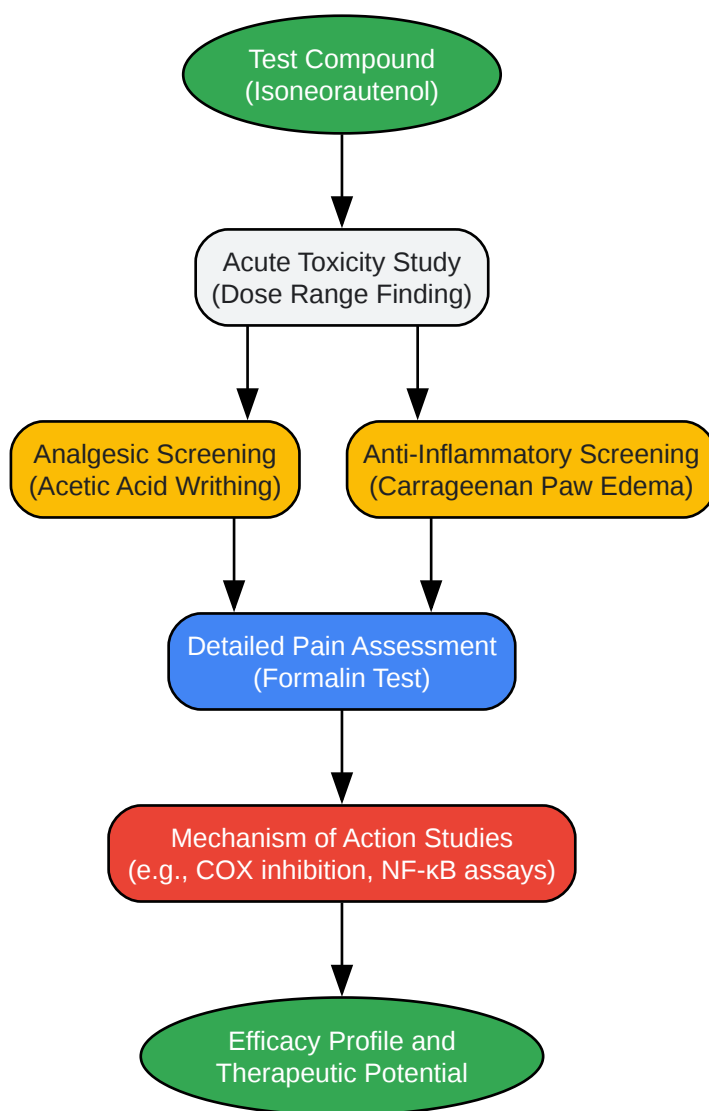 Test Compound
(Isoneorautenol)
Acute Toxicity Study
(Dose Range Finding)
Analgesic Screening
(Acetic Acid Writhing)
Anti-Inflammatory Screening
(Carrageenan Paw Edema)
Detailed Pain Assessment
(Formalin Test)
Mechanism of Action Studies
(e.g., COX inhibition, NF-κB assays)
Efficacy Profile and
Therapeutic Potential